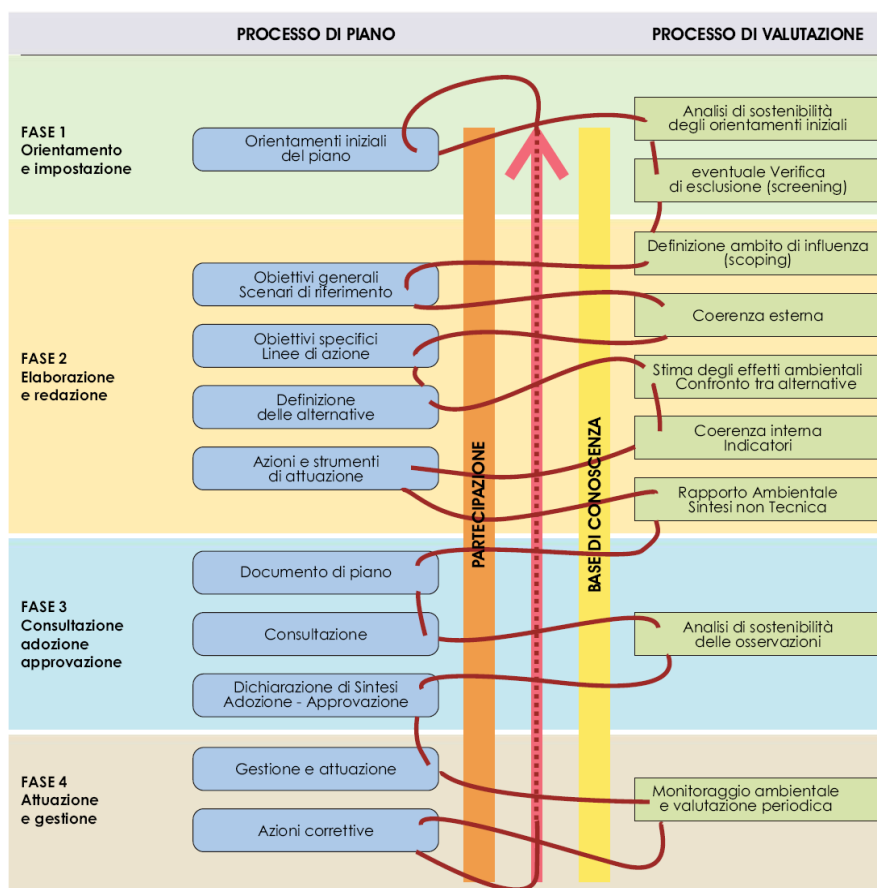 PROCESSO DI PIANO
PROCESSO DI VALUTAZIONE
FASE 1
Orientamento
e impostazione
Orientamenti iniziali
del piano
Analisi di sostenibilità
degli orientamenti iniziali
eventuale Verifica
di esclusione (screening)
FASE 2
Elaborazione
e redazione
Obiettivi generali
Scenari di riferimento
Obiettivi specifici
Linee di azione
Definizione
delle alternative
Azioni e strumenti
di attuazione
Definizione ambito di influenza
(scoping)
Coerenza esterna
Stima degli effetti ambientali
Confronto tra alternative
Coerenza interna
Indicatori
Rapporto Ambientale
Sintesi non Tecnica
PARTECIPAZIONE
BASE DI CONOSCENZA
FASE 3
Consultazione
adozione
approvazione
Documento di piano
Consultazione
Dichiarazione di Sintesi
Adozione - Approvazione
Analisi di sostenibilità
delle osservazioni
FASE 4
Attuazione
e gestione
Gestione e attuazione
Azioni correttive
Monitoraggio ambientale
e valutazione periodica